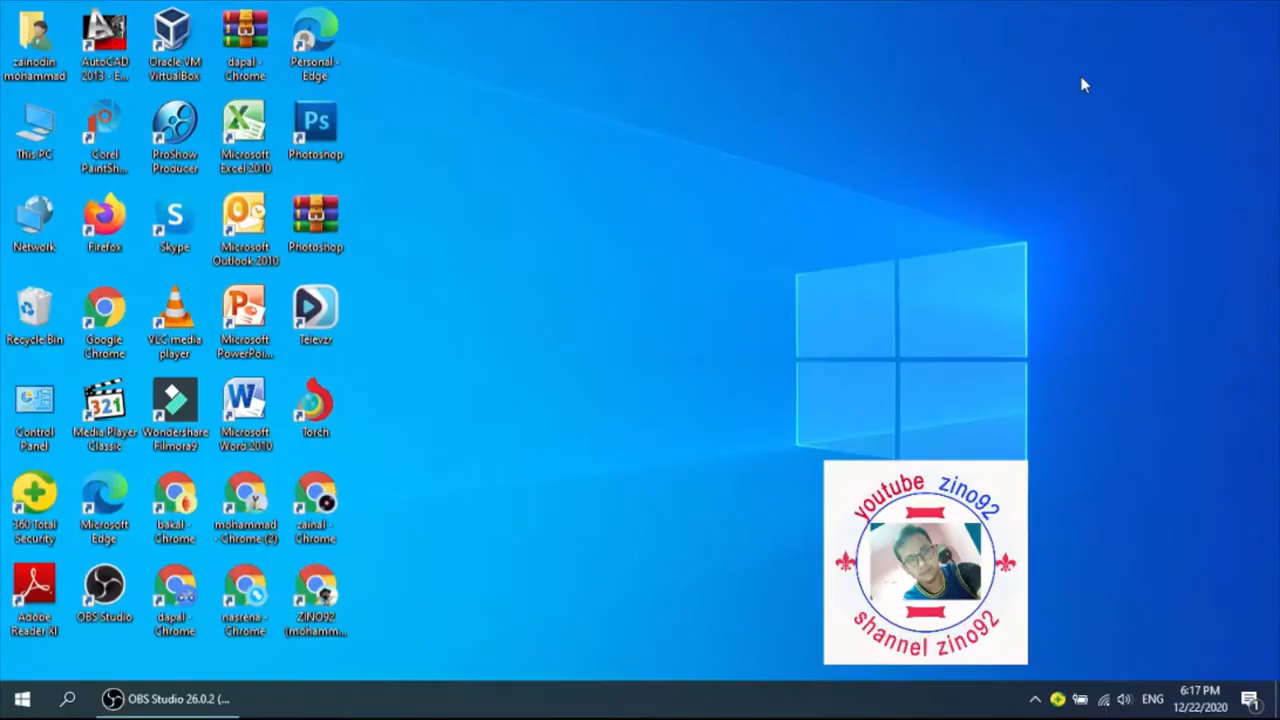 zainodin
mohammad
AutoCAD
2013 - E...
Oracle VM
VirtualBox
dapal -
Chrome
Personal -
Edge
This PC
Corel
PaintSh...
ProShow
Producer
Microsoft
Excel 2010
Ps
Photoshop
Network
Firefox
S
Skype
Microsoft
Outlook 2010
Photoshop
Recycle Bin
Google
Chrome
VLC media
player
Microsoft
PowerPoi...
Televzr
Control
Panel
321
Media Player
Classic
Wondershare
Filmora9
Microsoft
Word 2010
Torch
360 Total
Security
Microsoft
Edge
bakal -
Chrome
mohammad
- Chrome (2)
zainal -
Chrome
Adobe
Reader XI
OBS Studio
dapal -
Chrome
nasrena -
Chrome
ZINO92
(mohamm...
youtube zino92
shannel zino92
OBS Studio 26.0.2 (...
ENG
6:17 PM
12/22/2020
1